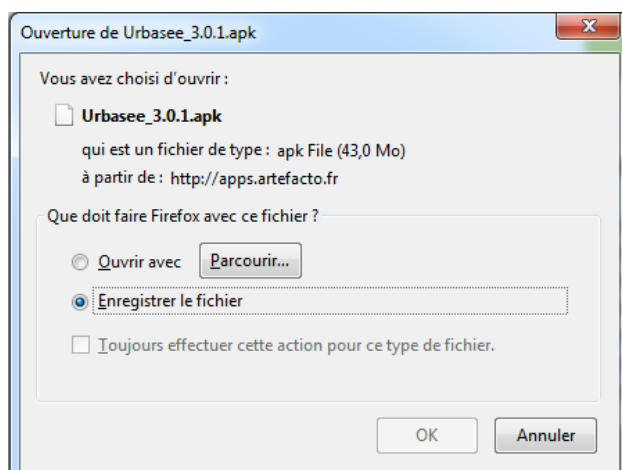 Ouverture de Urbasee_3.0.1.apk
Vous avez choisi d'ouvrir :
Urbasee_3.0.1.apk
qui est un fichier de type : apk File (43,0 Mo)
à partir de : http://apps.artefacto.fr
Que doit faire Firefox avec ce fichier ?
Ouvrir avec Parcourir...
Enregistrer le fichier
Toujours effectuer cette action pour ce type de fichier.
OK Annuler